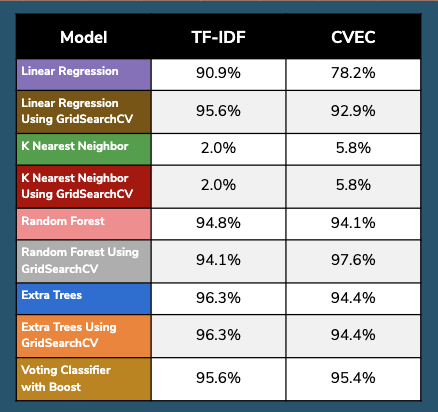 Model TF-IDF CVEC
Linear Regression 90.9% 78.2%
Linear Regression
Using GridSearchCV 95.6% 92.9%
K Nearest Neighbor 2.0% 5.8%
K Nearest Neighbor
Using GridSearchCV 2.0% 5.8%
Random Forest 94.8% 94.1%
Random Forest Using
GridSearchCV 94.1% 97.6%
Extra Trees 96.3% 94.4%
Extra Trees Using
GridSearchCV 96.3% 94.4%
Voting Classifier
with Boost 95.6% 95.4%